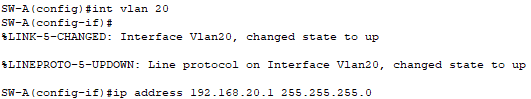 SW-A(config)#int vlan 20
SW-A(config-if)#
%LINK-5-CHANGED: Interface Vlan20, changed state to up
%LINEPROTO-5-UPDOWN: Line protocol on Interface Vlan20, changed state to up
SW-A(config-if)#ip address 192.168.20.1 255.255.255.0